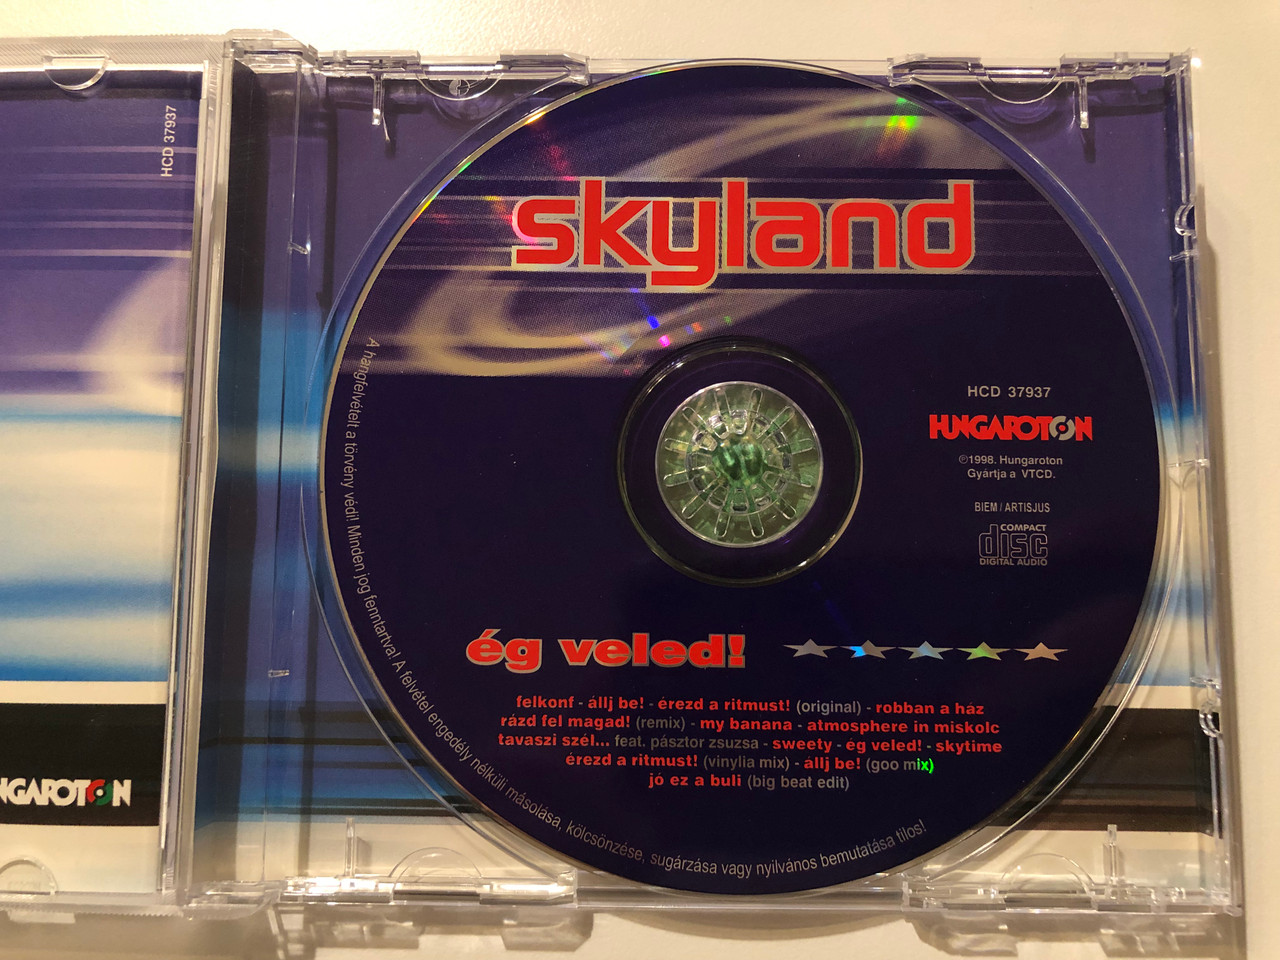 HCD 37937
skyland
HCD 37937
HUNGAROTON
℗1998. Hungaroton
Gyártja a VTCD.
BIEM / ARTISJUS
COMPACT
disc
DIGITAL AUDIO
ég veled!
felkonf - állj be! - érezd a ritmust! (original) - robban a ház
rázd fel magad! (remix) - my banana - atmosphere in miskolc
tavaszi szél... feat. pásztor zsuzsa - sweety - ég veled! - skytime
érezd a ritmust! (vinylia mix) - állj be! (goo mix)
jó ez a buli (big beat edit)
A hangfelvételt a törvény védi! Minden jog fenntartva! A felvétel engedély nélküli másolása, kölcsönzése, sugárzása vagy nyilvános bemutatása tilos!
NGAROTON